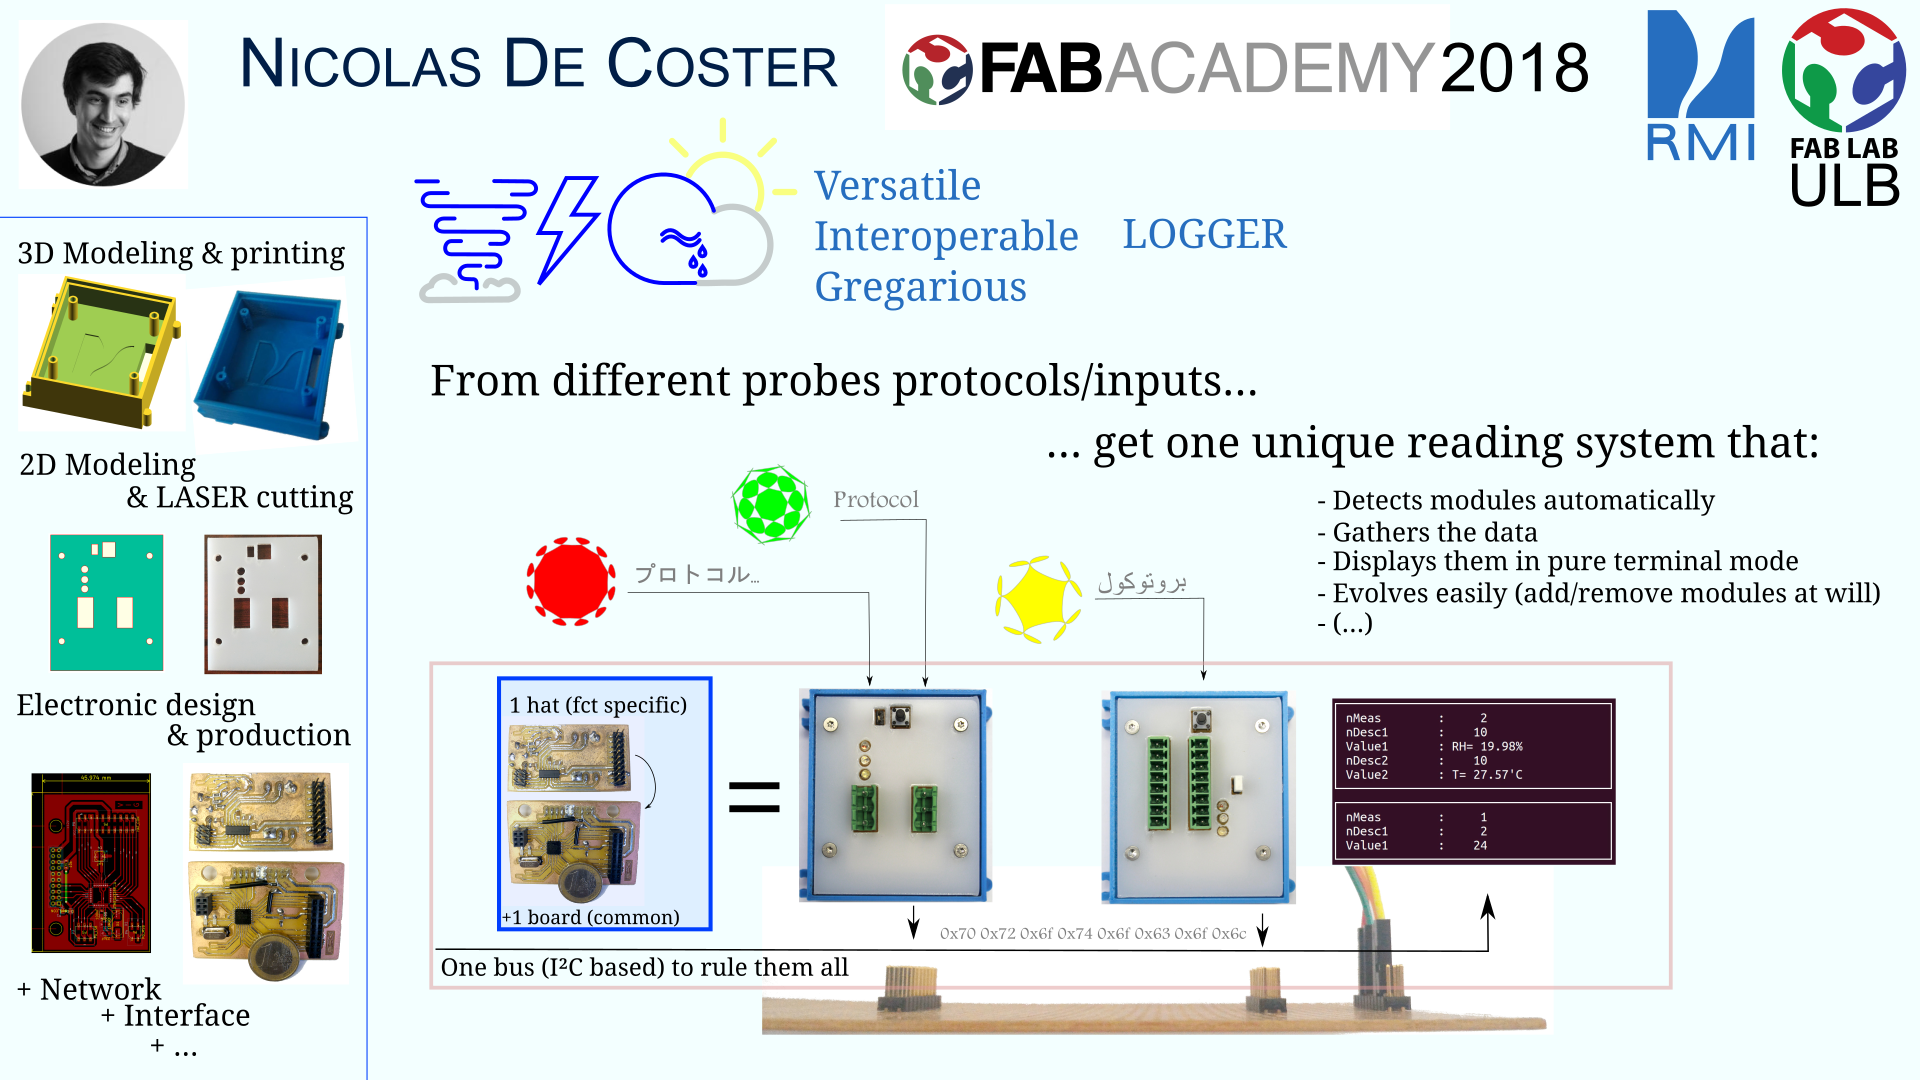 NICOLAS DE COSTER
FABACADEMY 2018
RMI
FAB LAB
ULB
Versatile
Interoperable LOGGER
Gregarious
3D Modeling & printing
2D Modeling
& LASER cutting
Electronic design
& production
45,974 mm
+ Network
+ Interface
+ ...
From different probes protocols/inputs...
... get one unique reading system that:
- Detects modules automatically
- Gathers the data
- Displays them in pure terminal mode
- Evolves easily (add/remove modules at will)
- (...)
Protocol
プロトコル...
بروتوكول
1 hat (fct specific)
+1 board (common)
=
nMeas : 2
nDesc1 : 10
Value1 : RH= 19.98%
nDesc2 : 10
Value2 : T= 27.57'C
nMeas : 1
nDesc1 : 2
Value1 : 24
0x70 0x72 0x6f 0x74 0x6f 0x63 0x6f 0x6c
One bus (I²C based) to rule them all